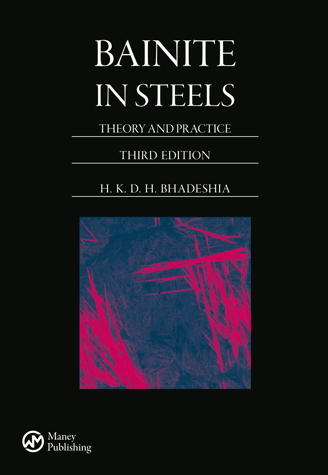 BAINITE
IN STEELS
THEORY AND PRACTICE
THIRD EDITION
H. K. D. H. BHADESHIA
Maney
Publishing